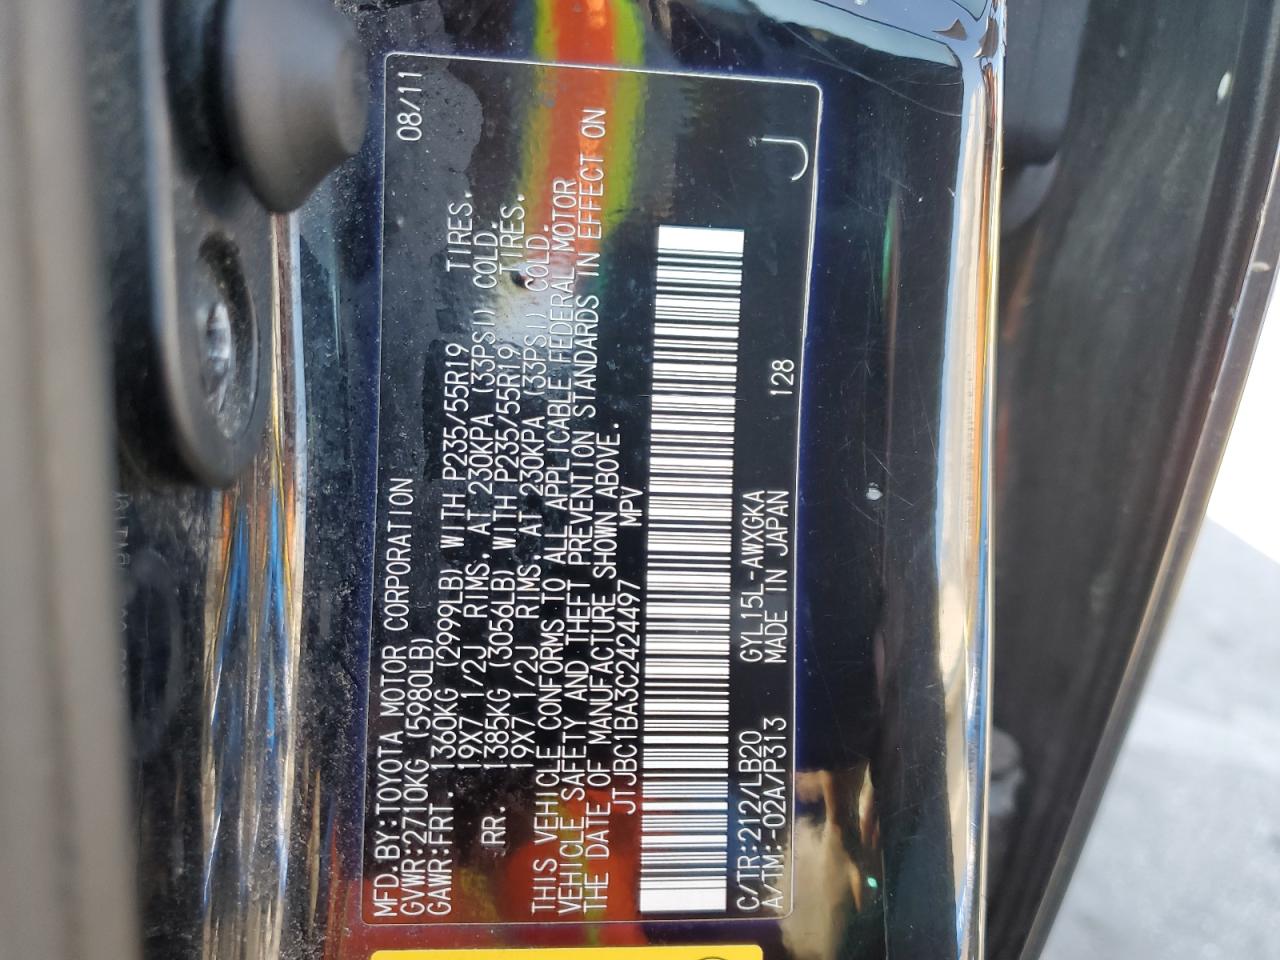 MFD.BY:TOYOTA MOTOR CORPORATION 08/11
GVWR:2710KG (5980LB)
GAWR:FRT. 1360KG (2999LB) WITH P235/55R19 TIRES.
19X7 1/2J RIMS. AT 230KPA (33PSI) COLD.
RR. 1385KG (3056LB) WITH P235/55R19 TIRES.
19X7 1/2J RIMS. AT 230KPA (33PSI) COLD.
THIS VEHICLE CONFORMS TO ALL APPLICABLE FEDERAL MOTOR
VEHICLE SAFETY AND THEFT PREVENTION STANDARDS IN EFFECT ON
THE DATE OF MANUFACTURE SHOWN ABOVE.
JTJBC1BA3C2424497 MPV
C/TR:212/LB20 GYL15L-AWXGKA
A/TM:-02A/P313 MADE IN JAPAN 128 J